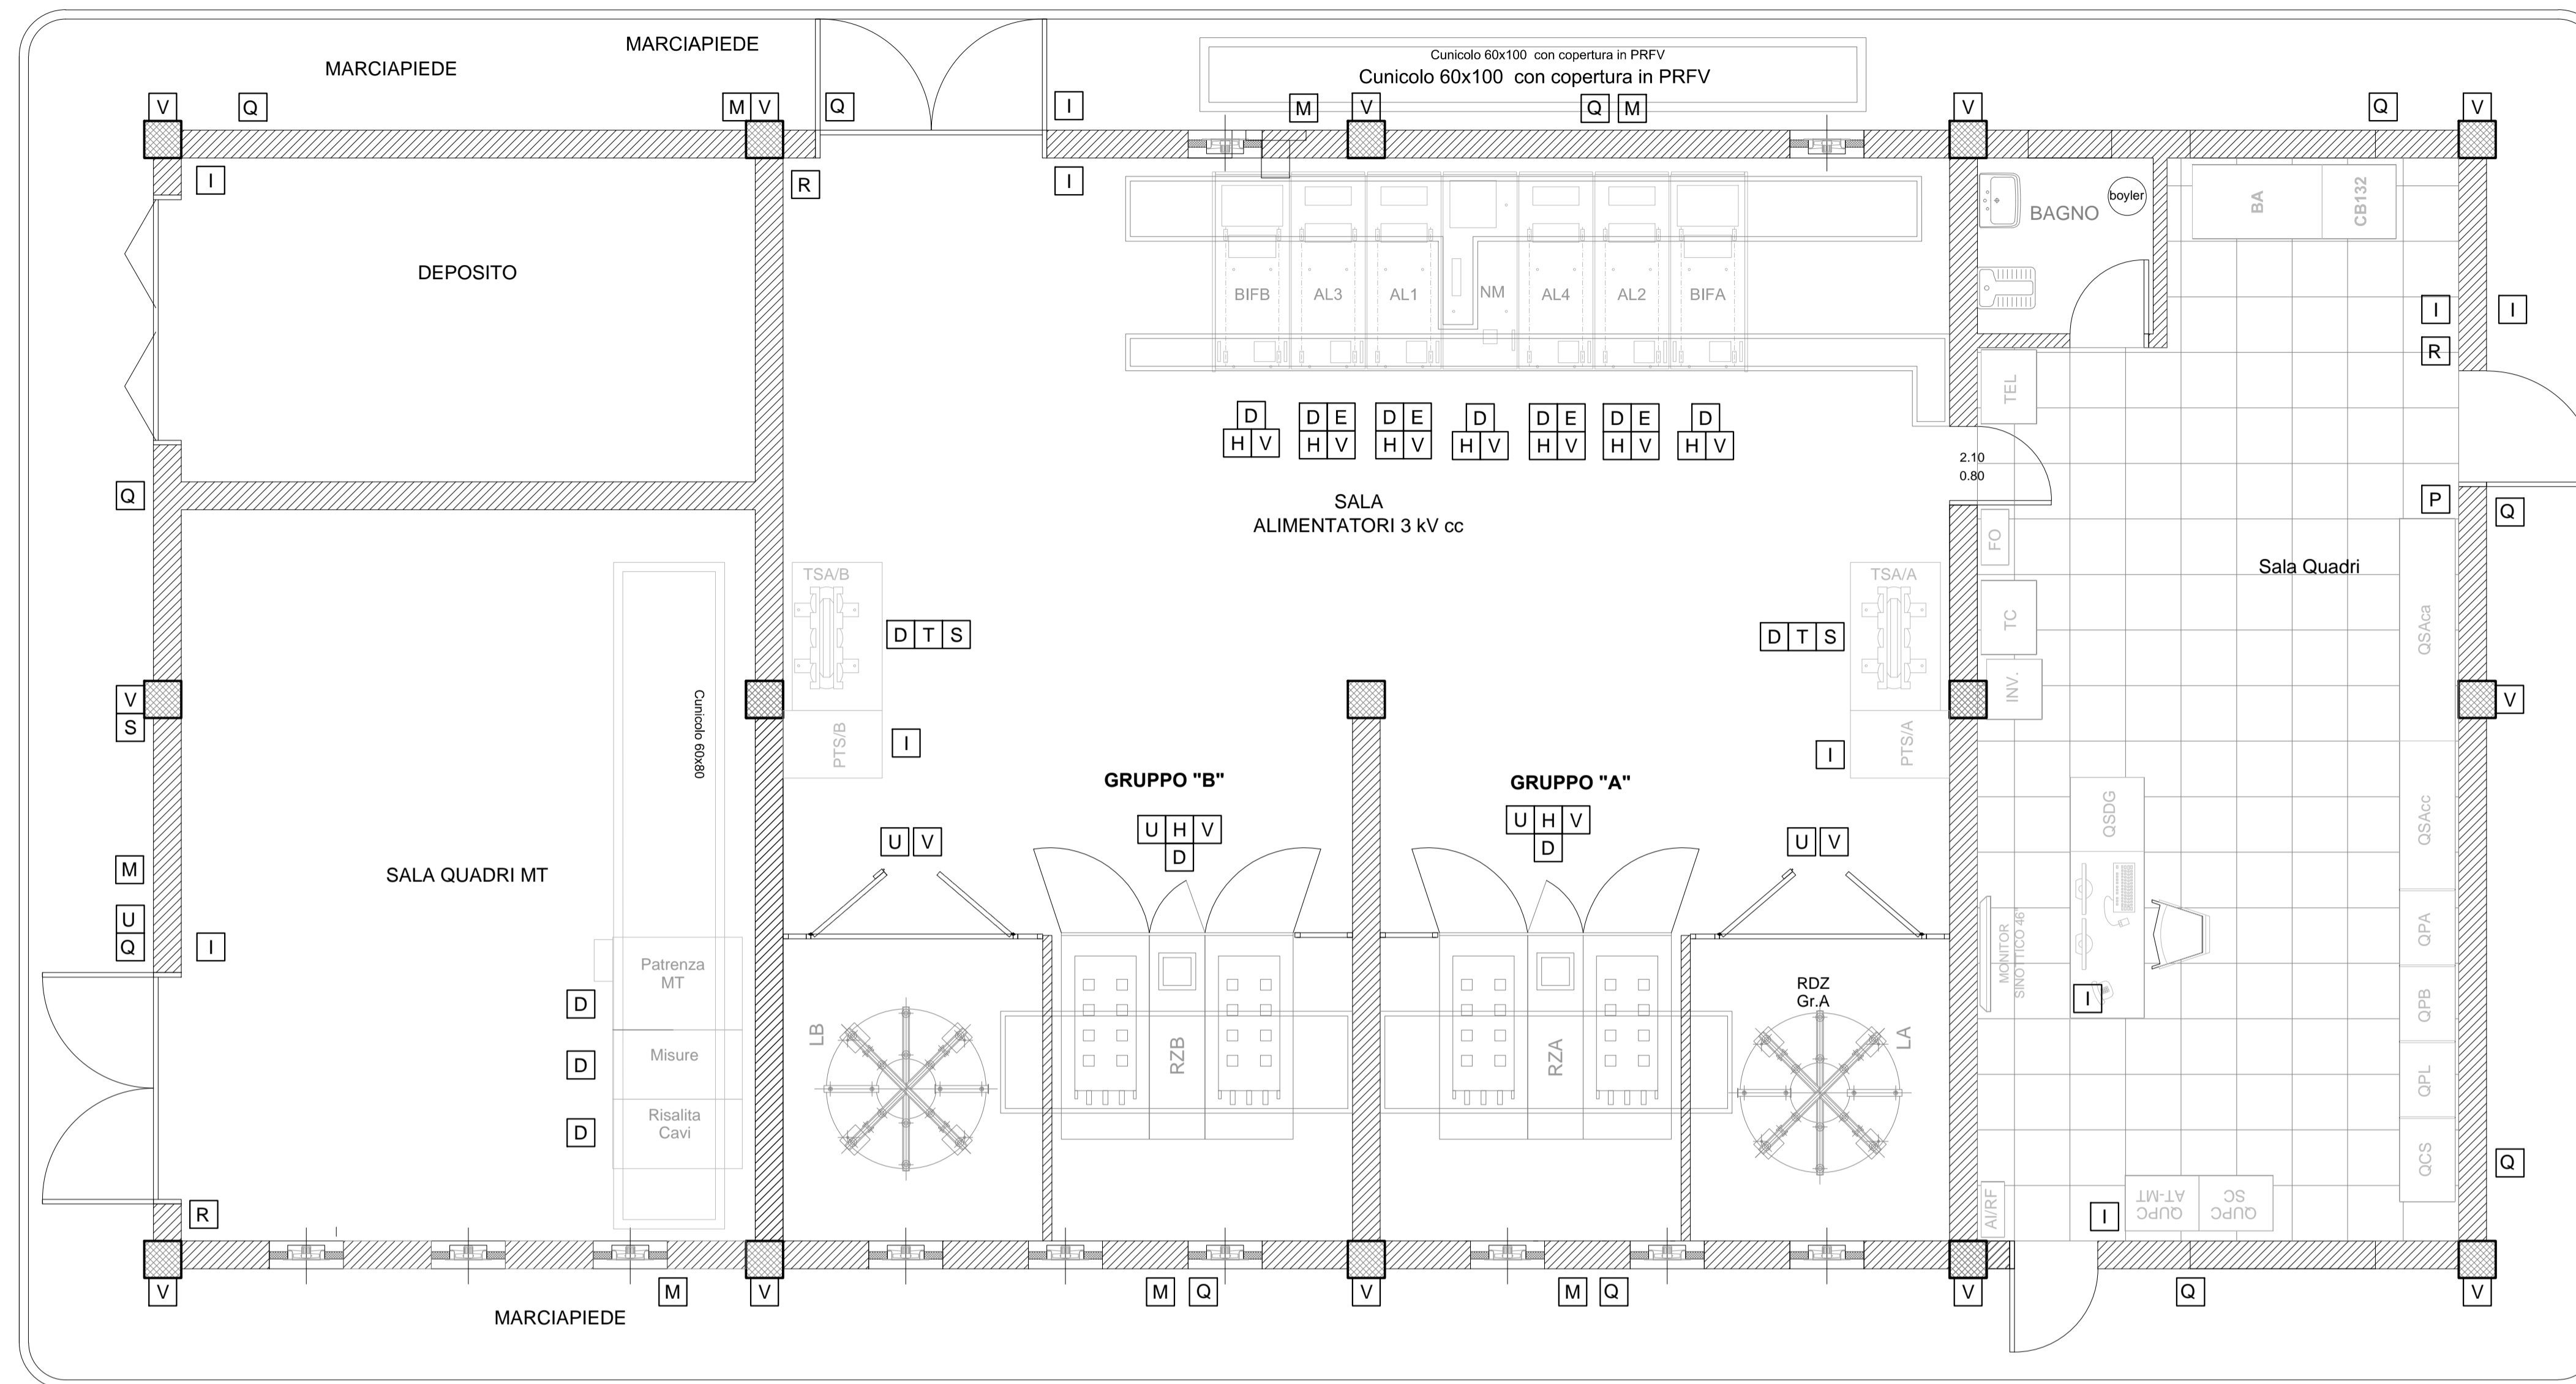 MARCIAPIEDE
MARCIAPIEDE
Cunicolo 60x100 con copertura in PRFV
Cunicolo 60x100 con copertura in PRFV
V Q M V Q I M V Q M V Q V
I R I
DEPOSITO
BAGNO
boyler
BA
CB132
BIFB AL3 AL1 NM AL4 AL2 BIFA
I I
R
TEL
D D E D E D D E D E D
H V H V H V H V H V H V H V
2.10
0.80
Q
P
Q
SALA
ALIMENTATORI 3 kV cc
FO
Sala Quadri
TSA/B
TSA/A
TC
QSAca
D T S
D T S
INV.
Cunicolo 60x80
V
S
V
PTS/B
I
I
PTS/A
GRUPPO "B"
GRUPPO "A"
QSDG
QSAcc
U H V
D
U H V
D
U V
U V
SALA QUADRI MT
M
U
Q
I
QPA
MONITOR
SINOTTICO 46"
Patrenza
MT
D
RDZ
Gr.A
I
QPB
LB
RZB
RZA
LA
Misure
D
QPL
Risalita
Cavi
D
QCS
Q
R
AI/RF
I
QUPC
AT-MT
QUPC
SC
V M V M Q V M Q V Q V
MARCIAPIEDE